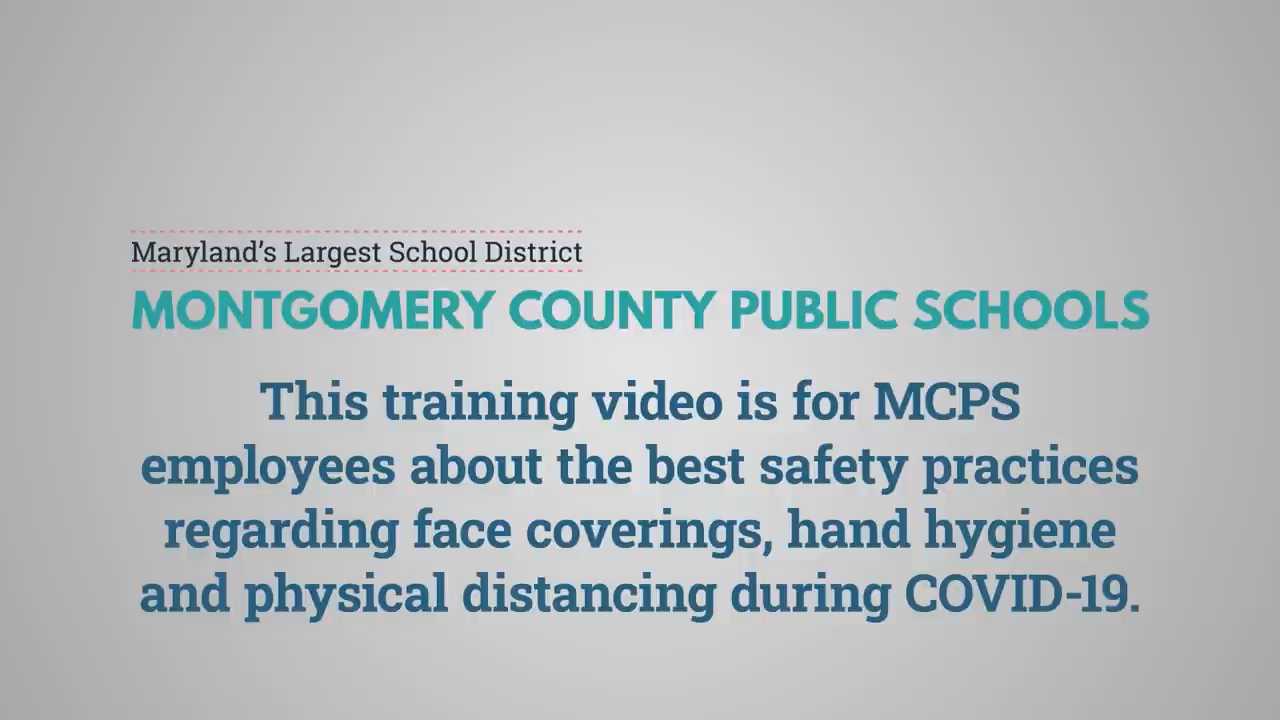 Maryland’s Largest School District
MONTGOMERY COUNTY PUBLIC SCHOOLS
This training video is for MCPS
employees about the best safety practices
regarding face coverings, hand hygiene
and physical distancing during COVID-19.